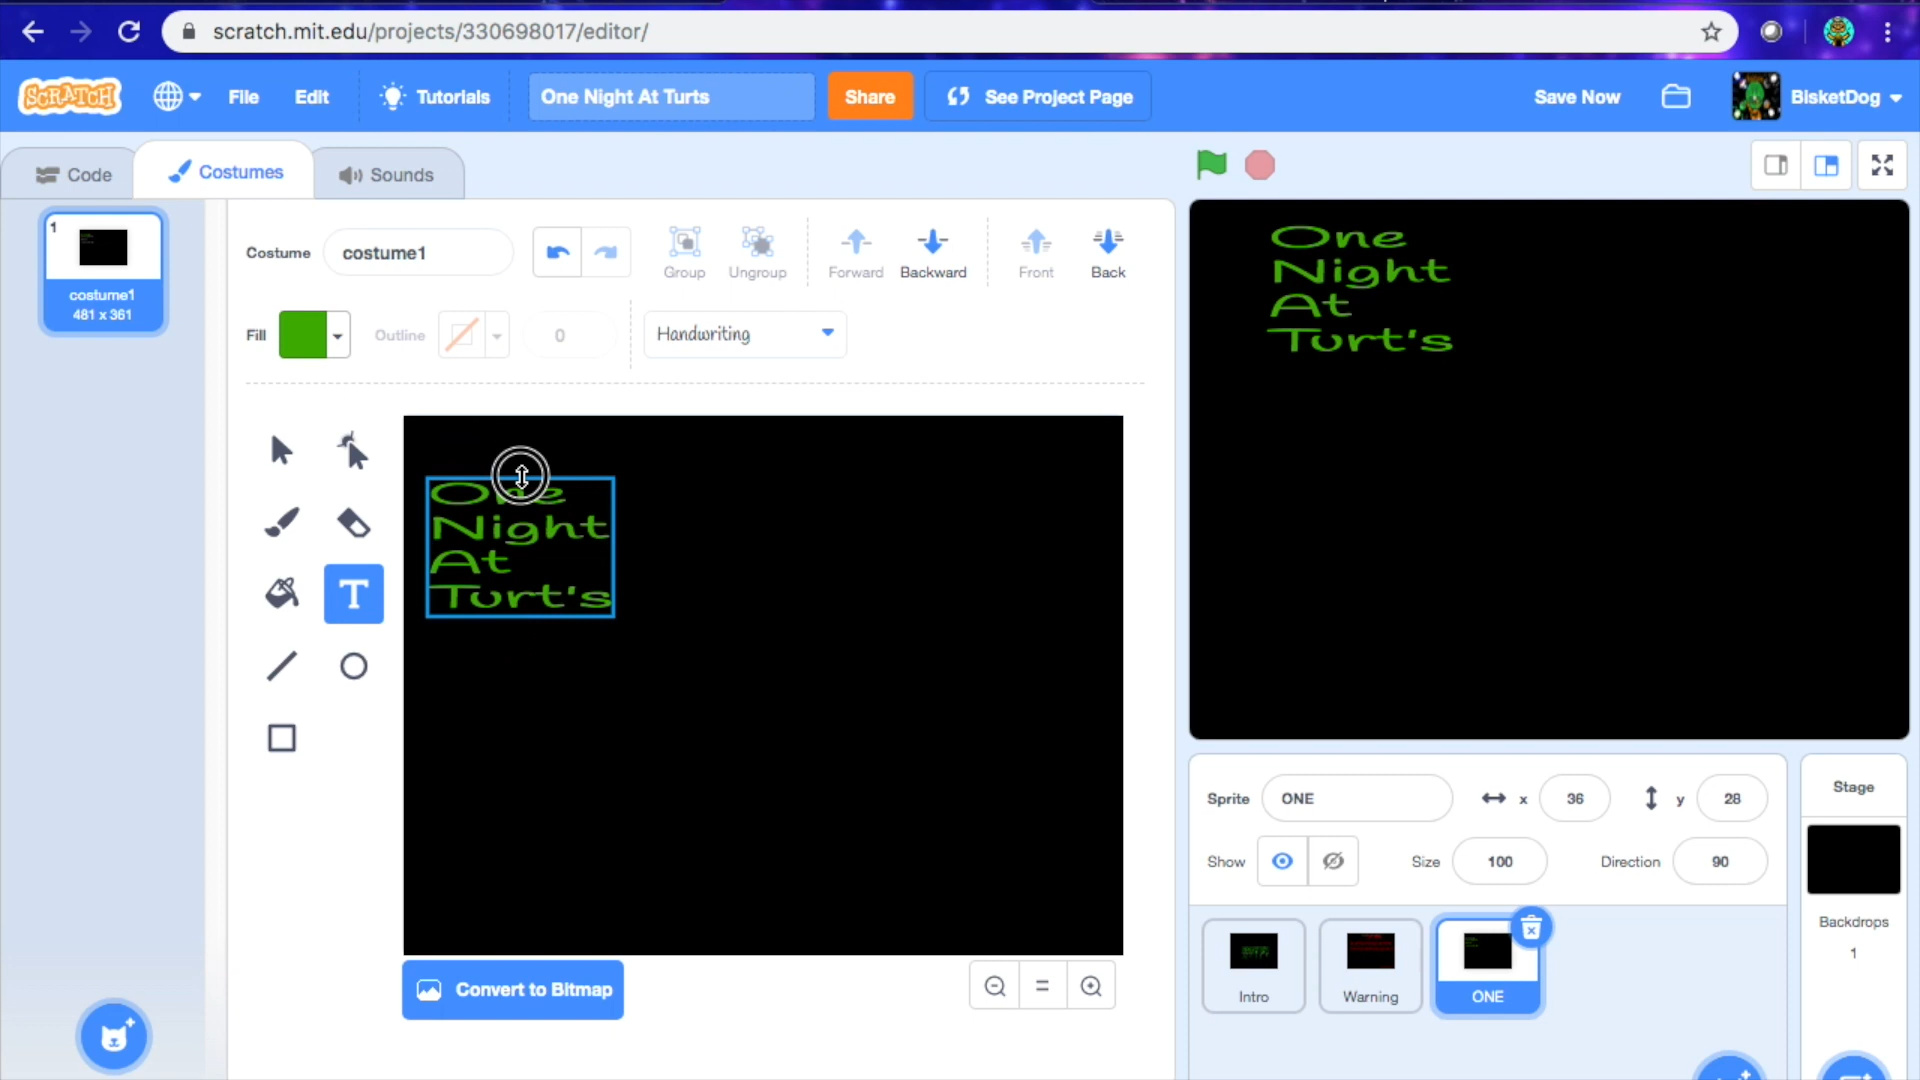 scratch.mit.edu/projects/330698017/editor/
SCRATCH
File
Edit
Tutorials
One Night At Turts
Share
See Project Page
Save Now
BIsketDog
Code
Costumes
Sounds
1
costume1
481 x 361
Costume
costume1
Group
Ungroup
Forward
Backward
Front
Back
Fill
Outline
0
Handwriting
T
One
Night
At
Turt's
Convert to Bitmap
One
Night
At
Turt's
Sprite
ONE
x
36
y
28
Show
Size
100
Direction
90
Intro
Warning
ONE
Stage
Backdrops
1